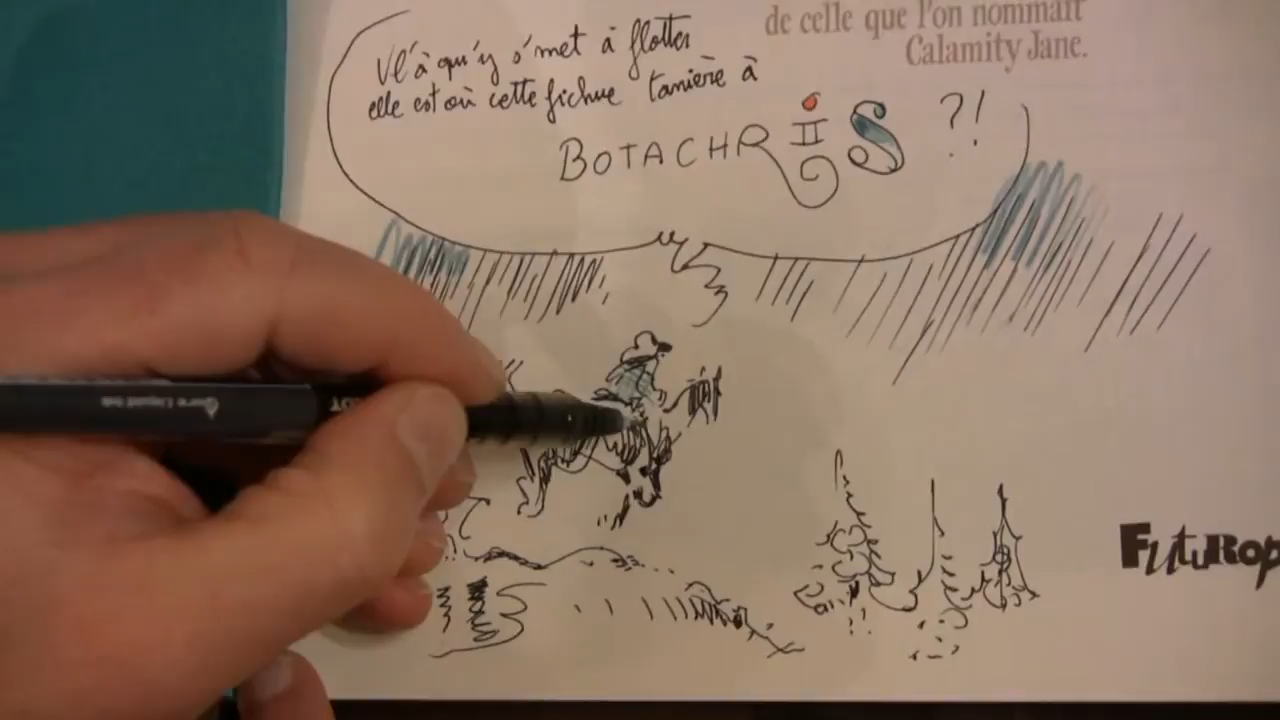 de celle que l'on nommait
Calamity Jane.
Vl'à qu'y s'met à flotter
elle est où cette fichue tanière à
BOTACHRIS ?!
FUTUROP